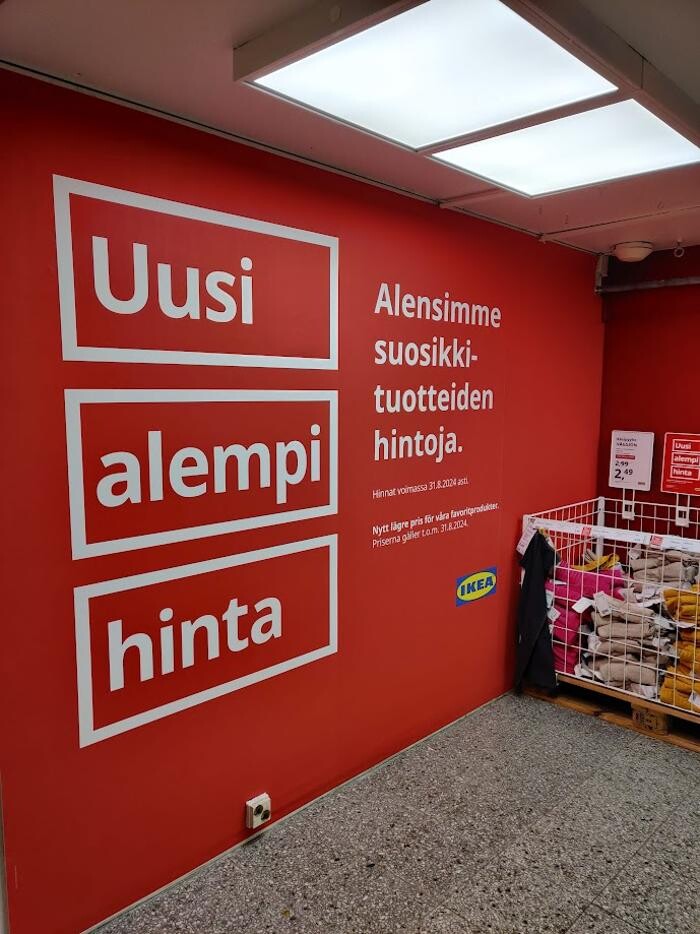 Uusi
alempi
hinta
Alensimme
suosikki-
tuotteiden
hintoja.
Hinnat voimassa 31.8.2024 asti.
Nytt lägre pris för våra favoritprodukter.
Priserna gäller t.o.m. 31.8.2024.
IKEA
2,99
2,49
Uusi
alempi
hinta